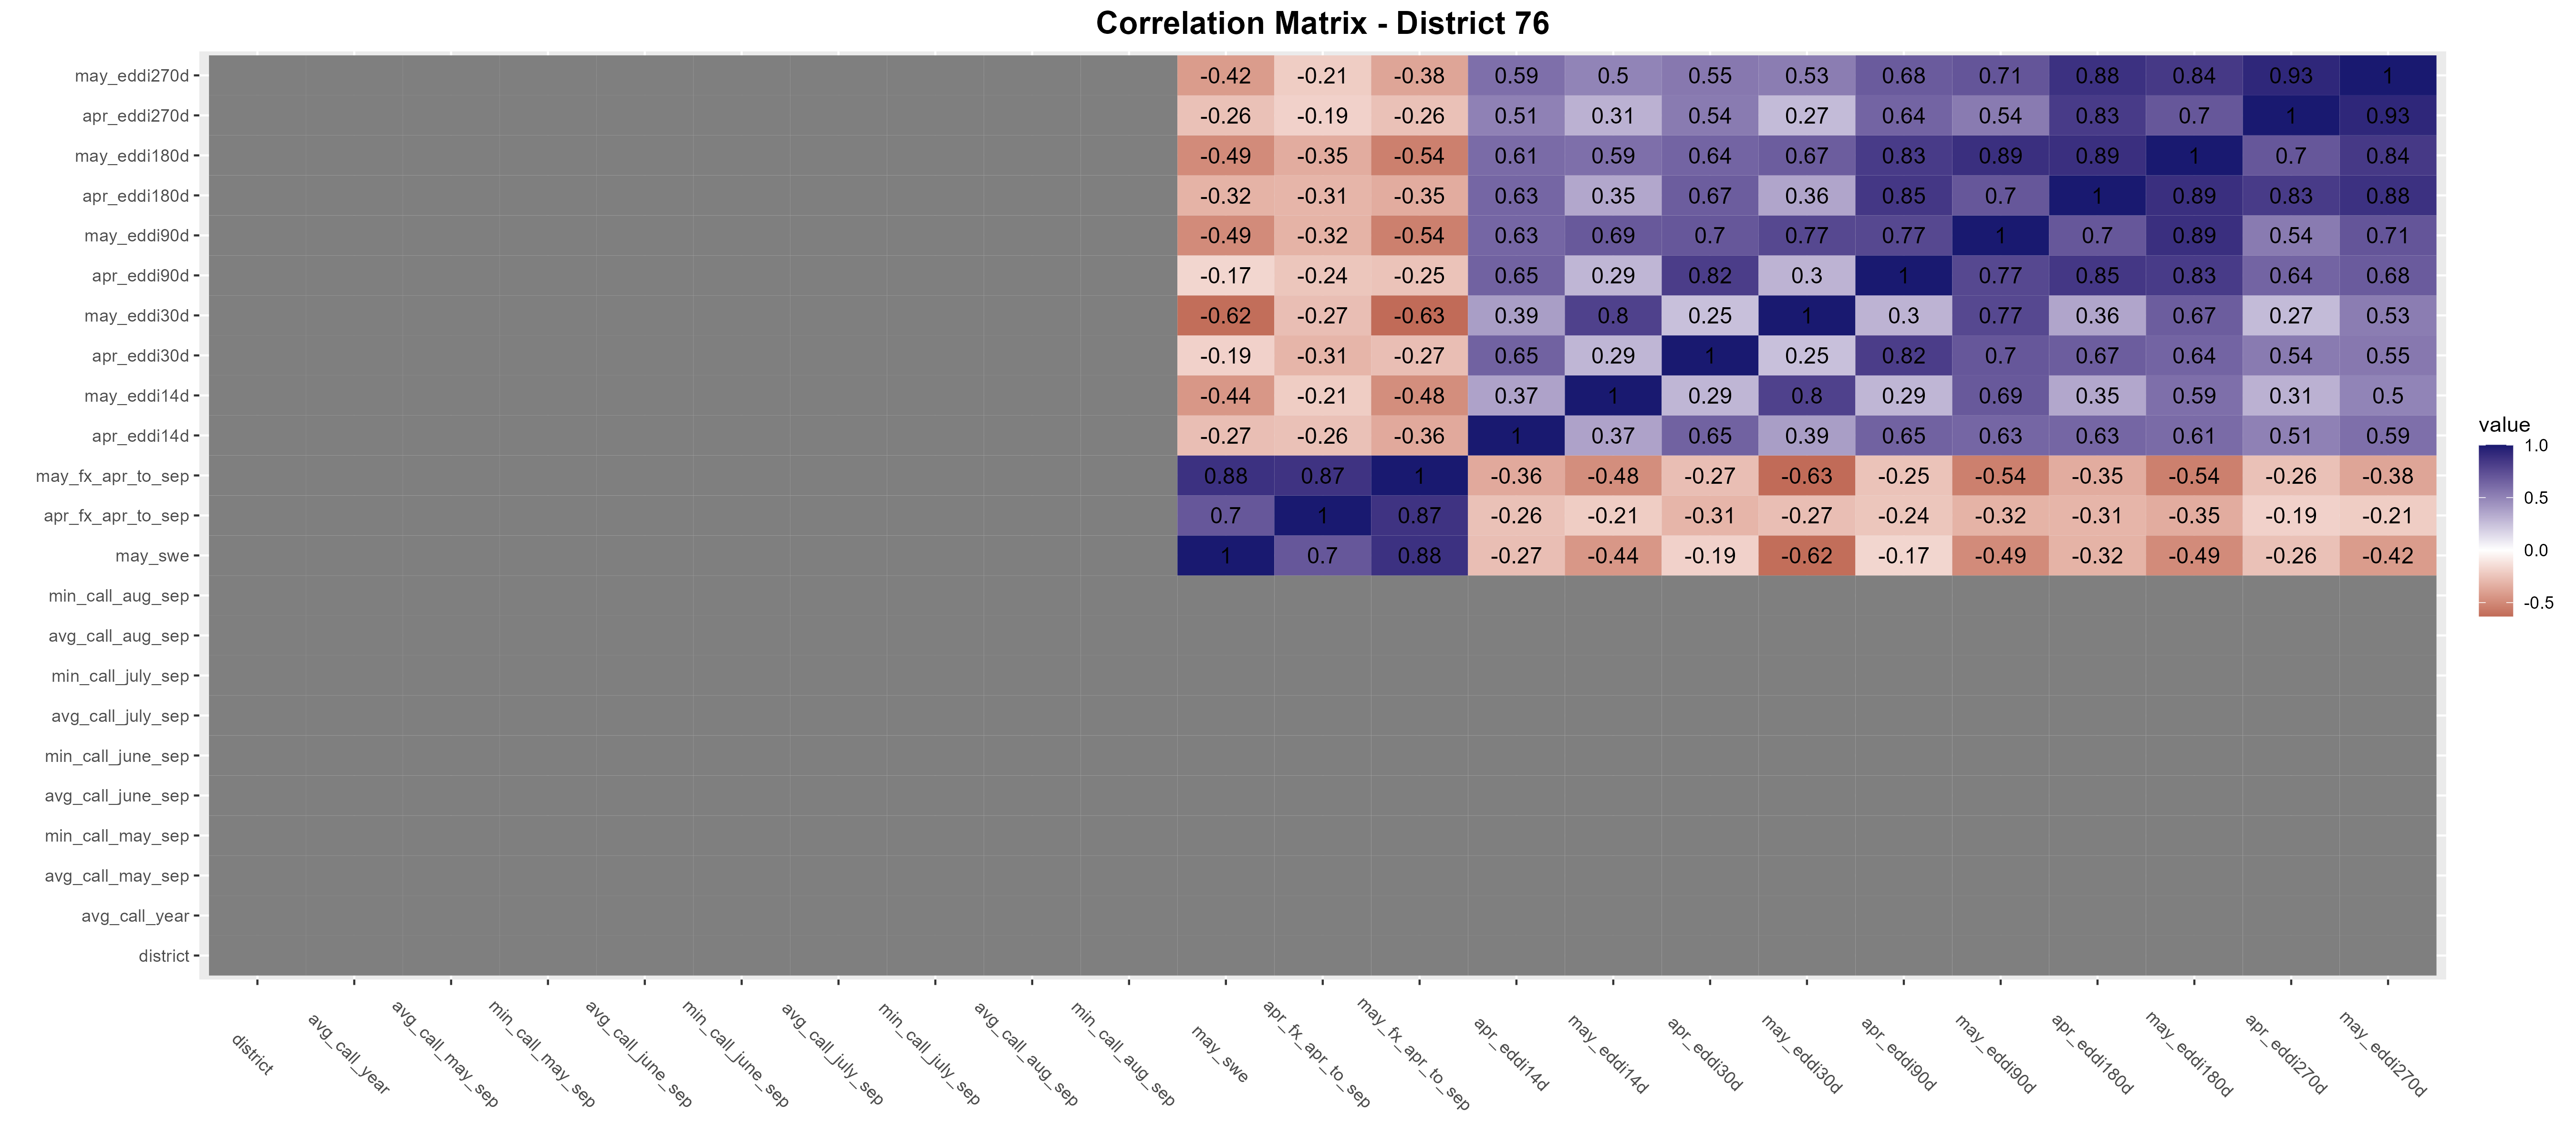 Correlation Matrix - District 76
may_eddi270d -0.42 -0.21 -0.38 0.59 0.5 0.55 0.53 0.68 0.71 0.88 0.84 0.93 1
apr_eddi270d -0.26 -0.19 -0.26 0.51 0.31 0.54 0.27 0.64 0.54 0.83 0.7 1 0.93
may_eddi180d -0.49 -0.35 -0.54 0.61 0.59 0.64 0.67 0.83 0.89 0.89 1 0.7 0.84
apr_eddi180d -0.32 -0.31 -0.35 0.63 0.35 0.67 0.36 0.85 0.7 1 0.89 0.83 0.88
may_eddi90d -0.49 -0.32 -0.54 0.63 0.69 0.7 0.77 0.77 1 0.7 0.89 0.54 0.71
apr_eddi90d -0.17 -0.24 -0.25 0.65 0.29 0.82 0.3 1 0.77 0.85 0.83 0.64 0.68
may_eddi30d -0.62 -0.27 -0.63 0.39 0.8 0.25 1 0.3 0.77 0.36 0.67 0.27 0.53
apr_eddi30d -0.19 -0.31 -0.27 0.65 0.29 1 0.25 0.82 0.7 0.67 0.64 0.54 0.55
may_eddi14d -0.44 -0.21 -0.48 0.37 1 0.29 0.8 0.29 0.69 0.35 0.59 0.31 0.5
apr_eddi14d -0.27 -0.26 -0.36 1 0.37 0.65 0.39 0.65 0.63 0.63 0.61 0.51 0.59
may_fx_apr_to_sep 0.88 0.87 1 -0.36 -0.48 -0.27 -0.63 -0.25 -0.54 -0.35 -0.54 -0.26 -0.38
apr_fx_apr_to_sep 0.7 1 0.87 -0.26 -0.21 -0.31 -0.27 -0.24 -0.32 -0.31 -0.35 -0.19 -0.21
may_swe 1 0.7 0.88 -0.27 -0.44 -0.19 -0.62 -0.17 -0.49 -0.32 -0.49 -0.26 -0.42
min_call_aug_sep
avg_call_aug_sep
min_call_july_sep
avg_call_july_sep
min_call_june_sep
avg_call_june_sep
min_call_may_sep
avg_call_may_sep
avg_call_year
district
district avg_call_year avg_call_may_sep min_call_may_sep avg_call_june_sep min_call_june_sep avg_call_july_sep min_call_july_sep avg_call_aug_sep min_call_aug_sep may_swe apr_fx_apr_to_sep may_fx_apr_to_sep apr_eddi14d may_eddi14d apr_eddi30d may_eddi30d apr_eddi90d may_eddi90d apr_eddi180d may_eddi180d apr_eddi270d may_eddi270d
value
1.0
0.5
0.0
-0.5